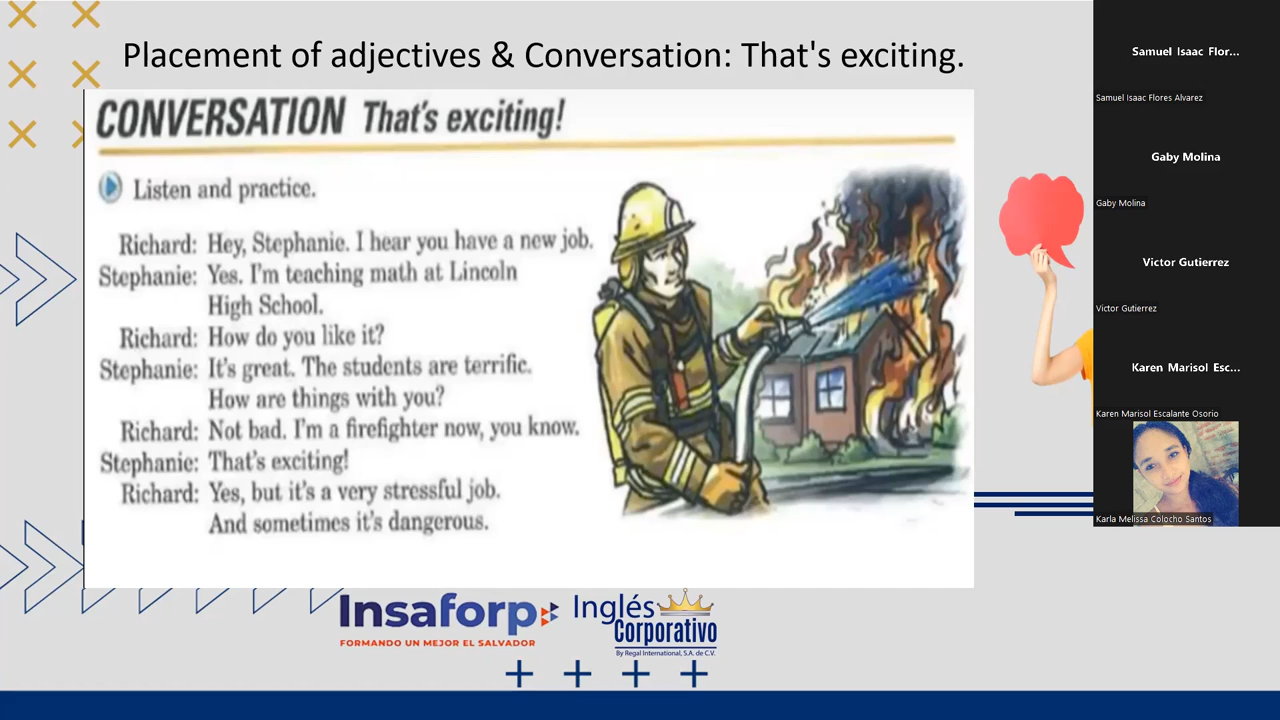 Placement of adjectives & Conversation: That's exciting.
CONVERSATION That's exciting!
Listen and practice.
Richard: Hey, Stephanie. I hear you have a new job.
Stephanie: Yes. I'm teaching math at Lincoln
High School.
Richard: How do you like it?
Stephanie: It's great. The students are terrific.
How are things with you?
Richard: Not bad. I'm a firefighter now, you know.
Stephanie: That's exciting!
Richard: Yes, but it's a very stressful job.
And sometimes it's dangerous.
Insaforp
FORMANDO UN MEJOR EL SALVADOR
Inglés
Corporativo
By Regal International, S.A. de C.V.
Samuel Isaac Flor...
Samuel Isaac Flores Alvarez
Gaby Molina
Gaby Molina
Victor Gutierrez
Victor Gutierrez
Karen Marisol Esc...
Karen Marisol Escalante Osorio
Karla Melissa Colocho Santos